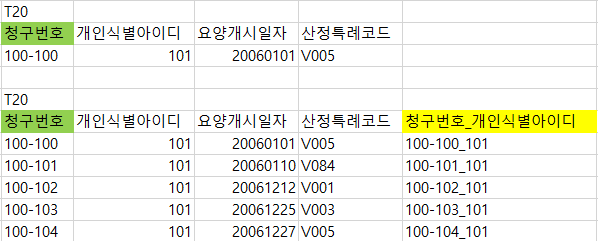 T20
청구번호 개인식별아이디 요양개시일자 산정특례코드
100-100 101 20060101 V005
T20
청구번호 개인식별아이디 요양개시일자 산정특례코드 청구번호_개인식별아이디
100-100 101 20060101 V005 100-100_101
100-101 101 20060110 V084 100-101_101
100-102 101 20061212 V001 100-102_101
100-103 101 20061225 V003 100-103_101
100-104 101 20061227 V005 100-104_101